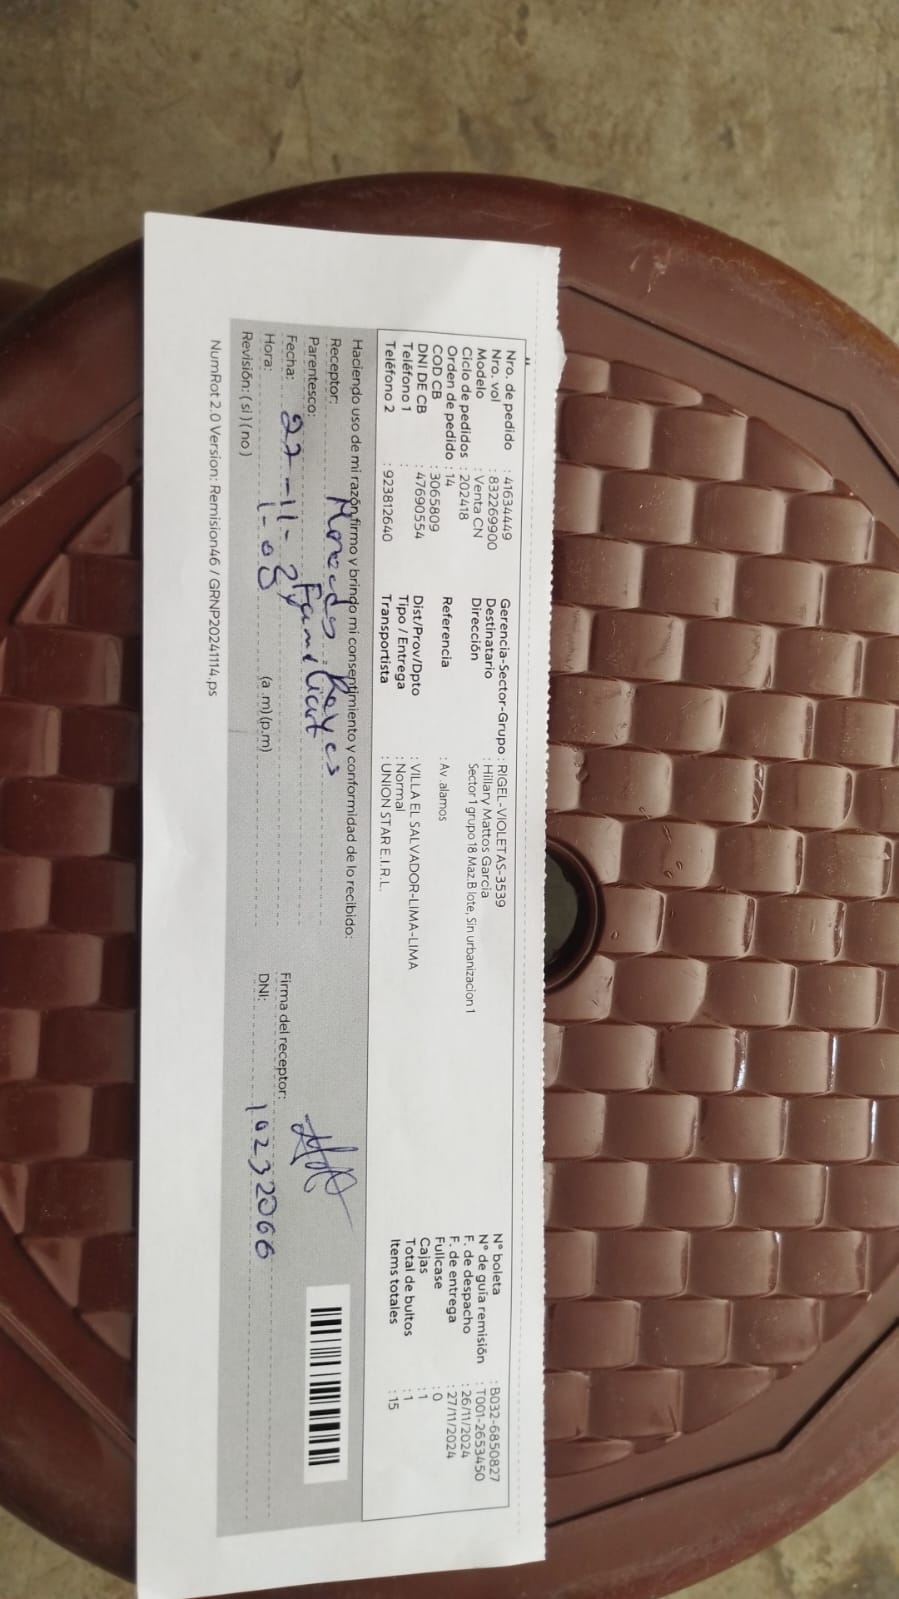 Nro. de pedido : 41634449 Gerencia-Sector-Grupo : RIGEL-VIOLETAS-3539 N° boleta : B032-6850827
Nro. vol : 832269900 Destinatario : Hillary Mattos Garcia N° de guía remisión : T001-2653450
Modelo : Venta CN Dirección Sector 1 grupo 18 Maz.B lote, Sin urbanizacion 1 F. de despacho : 26/11/2024
Ciclo de pedidos : 202418 F. de entrega : 27/11/2024
Orden de pedido : 14 Referencia : Av alamos Fullcase : 0
COD CB : 3065809 Cajas : 1
DNI DE CB : 47690554 Dist/Prov/Dpto : VILLA EL SALVADOR-LIMA-LIMA Total de bultos : 1
Teléfono 1 : Tipo / Entrega : Normal Items totales : 15
Teléfono 2 : 923812640 Transportista : UNION STAR E.I.R.L.
Haciendo uso de mi razón, firmo y brindo mi consentimiento y conformidad de lo recibido:
Receptor: Reyes
Parentesco: Familiar Firma del receptor:
Fecha: 27-11-24
Hora: 1-05 (a.m)(p.m) DNI: 10232066
Revisión: ( si ) ( no )
NumRot 2.0 Version: Remision46 / GRNP20241114.ps